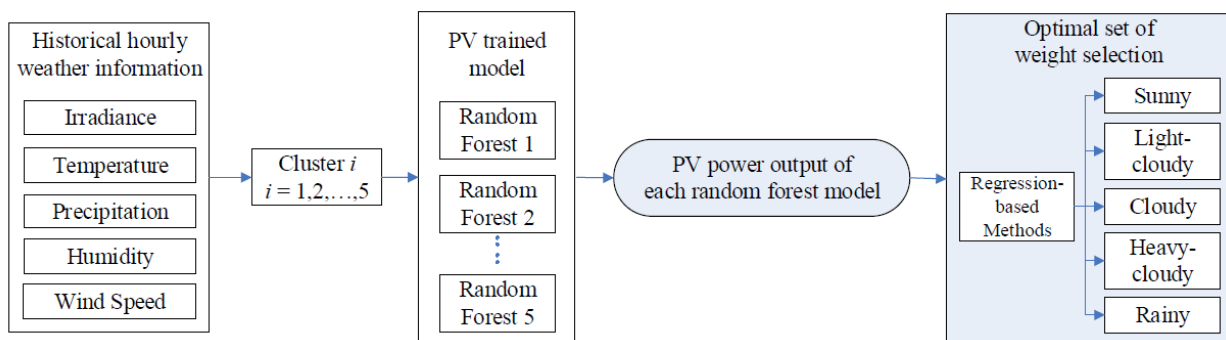 Historical hourly
weather information
Irradiance
Temperature
Precipitation
Humidity
Wind Speed
Cluster i
i = 1,2,…,5
PV trained
model
Random
Forest 1
Random
Forest 2
Random
Forest 5
PV power output of
each random forest model
Optimal set of
weight selection
Regression-
based
Methods
Sunny
Light-
cloudy
Cloudy
Heavy-
cloudy
Rainy